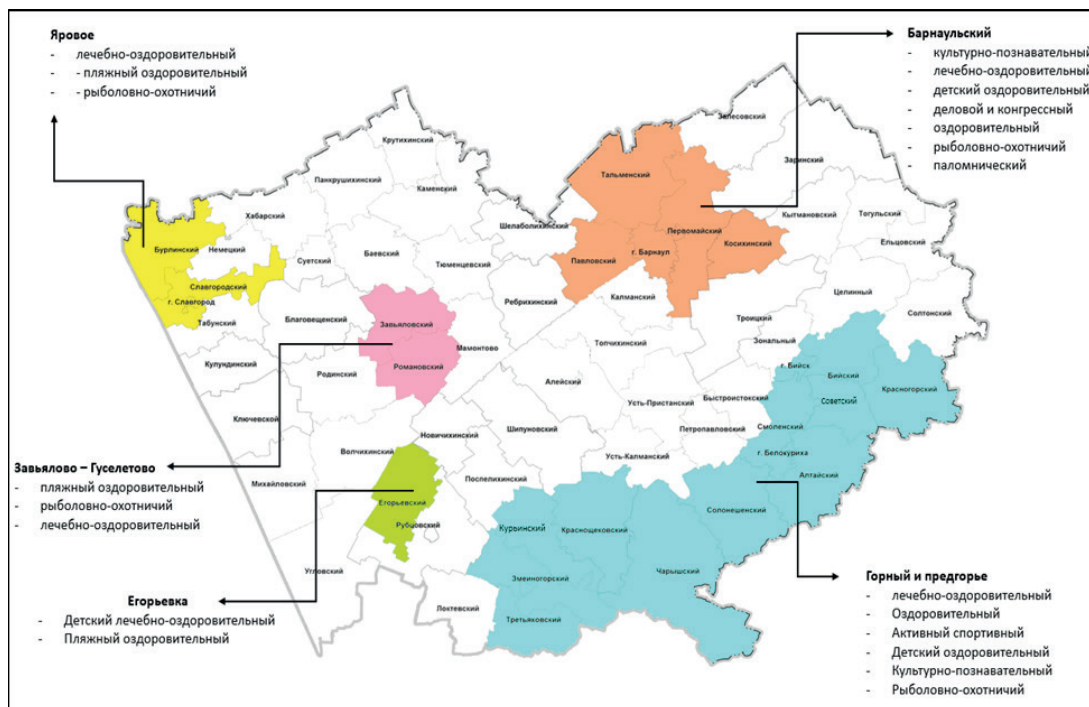 Яровое
- лечебно-оздоровительный
- - пляжный оздоровительный
- - рыболовно-охотничий
Барнаульский
- культурно-познавательный
- лечебно-оздоровительный
- детский оздоровительный
- деловой и конгрессный
- оздоровительный
- рыболовно-охотничий
- паломнический
Залесовский
Крутихинский
Заринский
Панкрушихинский
Каменский
Тальменский
Хабарский
Шелаболихинский
Первомайский
Кытмановский
Тогульский
Бурлинский
Немецкий
Суетский
Баевский
Тюменцевский
Павловский
г. Барнаул
Косихинский
Ельцовский
Славгородский
г. Славгород
Табунский
Благовещенский
Завьяловский
Ребрихинский
Калманский
Целинный
Троицкий
Солтонский
Кулундинский
Родинский
Романовский
Мамонтово
Топчихинский
Зональный
г. Бийск
Бийский
Красногорский
Алейский
Ключевской
Усть-Пристанский
Быстроистокский
Советский
Волчихинский
Новичихинский
Шипуновский
Петропавловский
Смоленский
Усть-Калманский
г. Белокуриха
Михайловский
Поспелихинский
Алтайский
Егорьевский
Рубцовский
Курьинский
Краснощековский
Солонешенский
Угловский
Змеиногорский
Чарышский
Локтевский
Третьяковский
Завьялово – Гуселетово
- пляжный оздоровительный
- рыболовно-охотничий
- лечебно-оздоровительный
Егорьевка
- Детский лечебно-оздоровительный
- Пляжный оздоровительный
Горный и предгорье
- лечебно-оздоровительный
- Оздоровительный
- Активный спортивный
- Детский оздоровительный
- Культурно-познавательный
- Рыболовно-охотничий